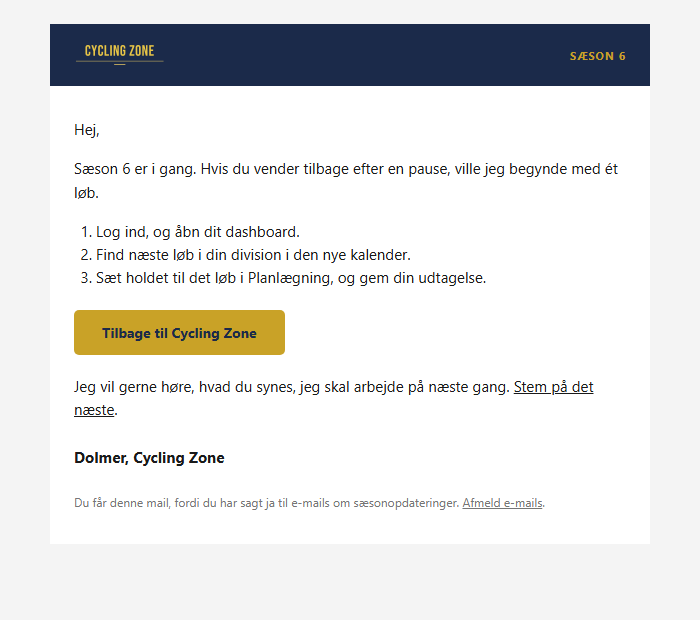 CYCLING ZONE
SÆSON 6
Hej,
Sæson 6 er i gang. Hvis du vender tilbage efter en pause, ville jeg begynde med ét
løb.
1. Log ind, og åbn dit dashboard.
2. Find næste løb i din division i den nye kalender.
3. Sæt holdet til det løb i Planlægning, og gem din udtagelse.
Tilbage til Cycling Zone
Jeg vil gerne høre, hvad du synes, jeg skal arbejde på næste gang. Stem på det
næste.
Dolmer, Cycling Zone
Du får denne mail, fordi du har sagt ja til e-mails om sæsonopdateringer. Afmeld e-mails.